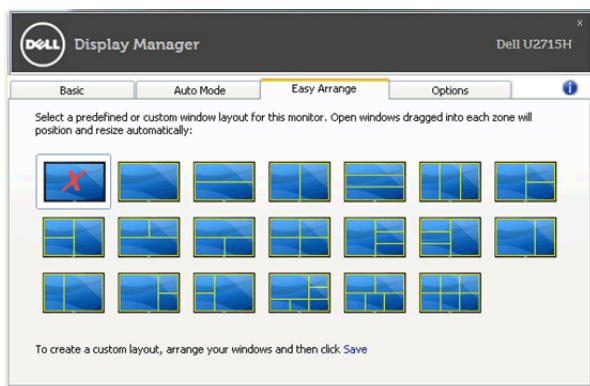 x
DELL Display Manager Dell U2715H
Basic Auto Mode Easy Arrange Options i
Select a predefined or custom window layout for this monitor. Open windows dragged into each zone will
position and resize automatically:
X
To create a custom layout, arrange your windows and then click Save